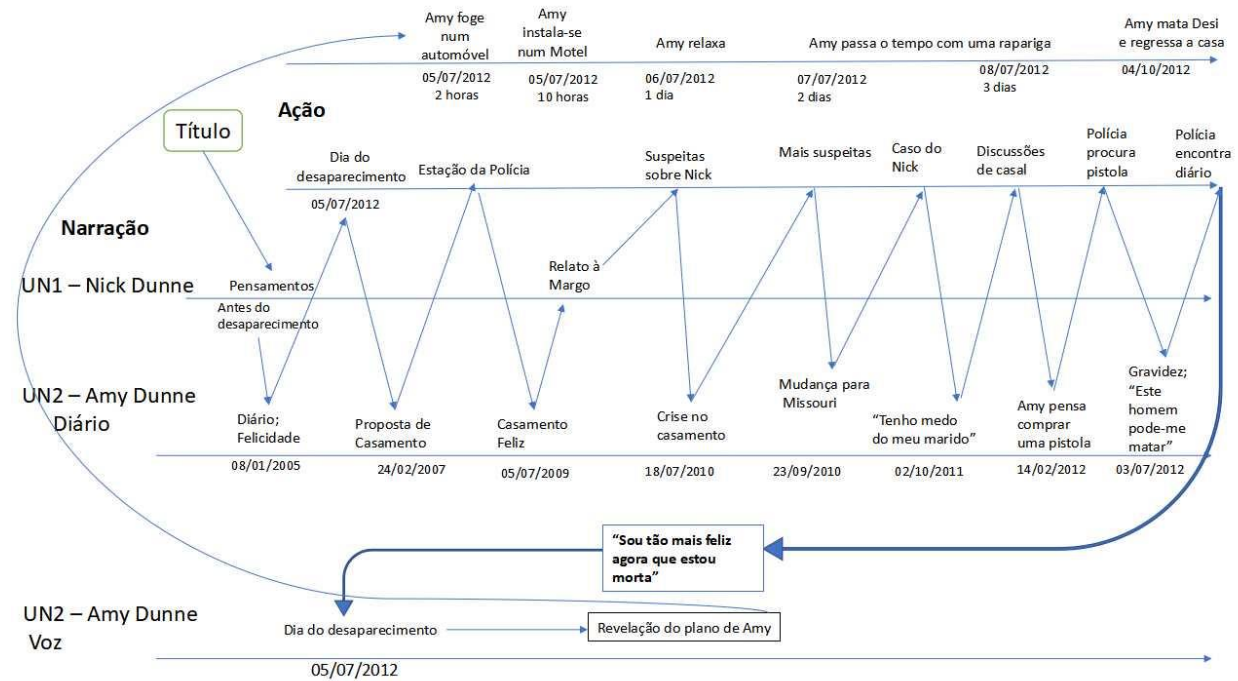 Amy foge
num
automóvel
Amy
instala-se
num Motel
Amy relaxa
Amy passa o tempo com uma rapariga
Amy mata Desi
e regressa a casa
05/07/2012
2 horas
05/07/2012
10 horas
06/07/2012
1 dia
07/07/2012
2 dias
08/07/2012
3 dias
04/10/2012
Ação
Título
Dia do
desaparecimento
05/07/2012
Estação da Polícia
Suspeitas
sobre Nick
Mais suspeitas
Caso do
Nick
Discussões
de casal
Polícia
procura
pistola
Polícia
encontra
diário
Narração
UN1 – Nick Dunne
Pensamentos
Antes do
desaparecimento
Relato à
Margo
UN2 – Amy Dunne
Diário
Diário;
Felicidade
Proposta de
Casamento
Casamento
Feliz
Crise no
casamento
Mudança para
Missouri
“Tenho medo
do meu marido”
Amy pensa
comprar
uma pistola
Gravidez;
“Este
homem
pode-me
matar”
08/01/2005
24/02/2007
05/07/2009
18/07/2010
23/09/2010
02/10/2011
14/02/2012
03/07/2012
“Sou tão mais feliz
agora que estou
morta”
UN2 – Amy Dunne
Voz
Dia do desaparecimento
Revelação do plano de Amy
05/07/2012